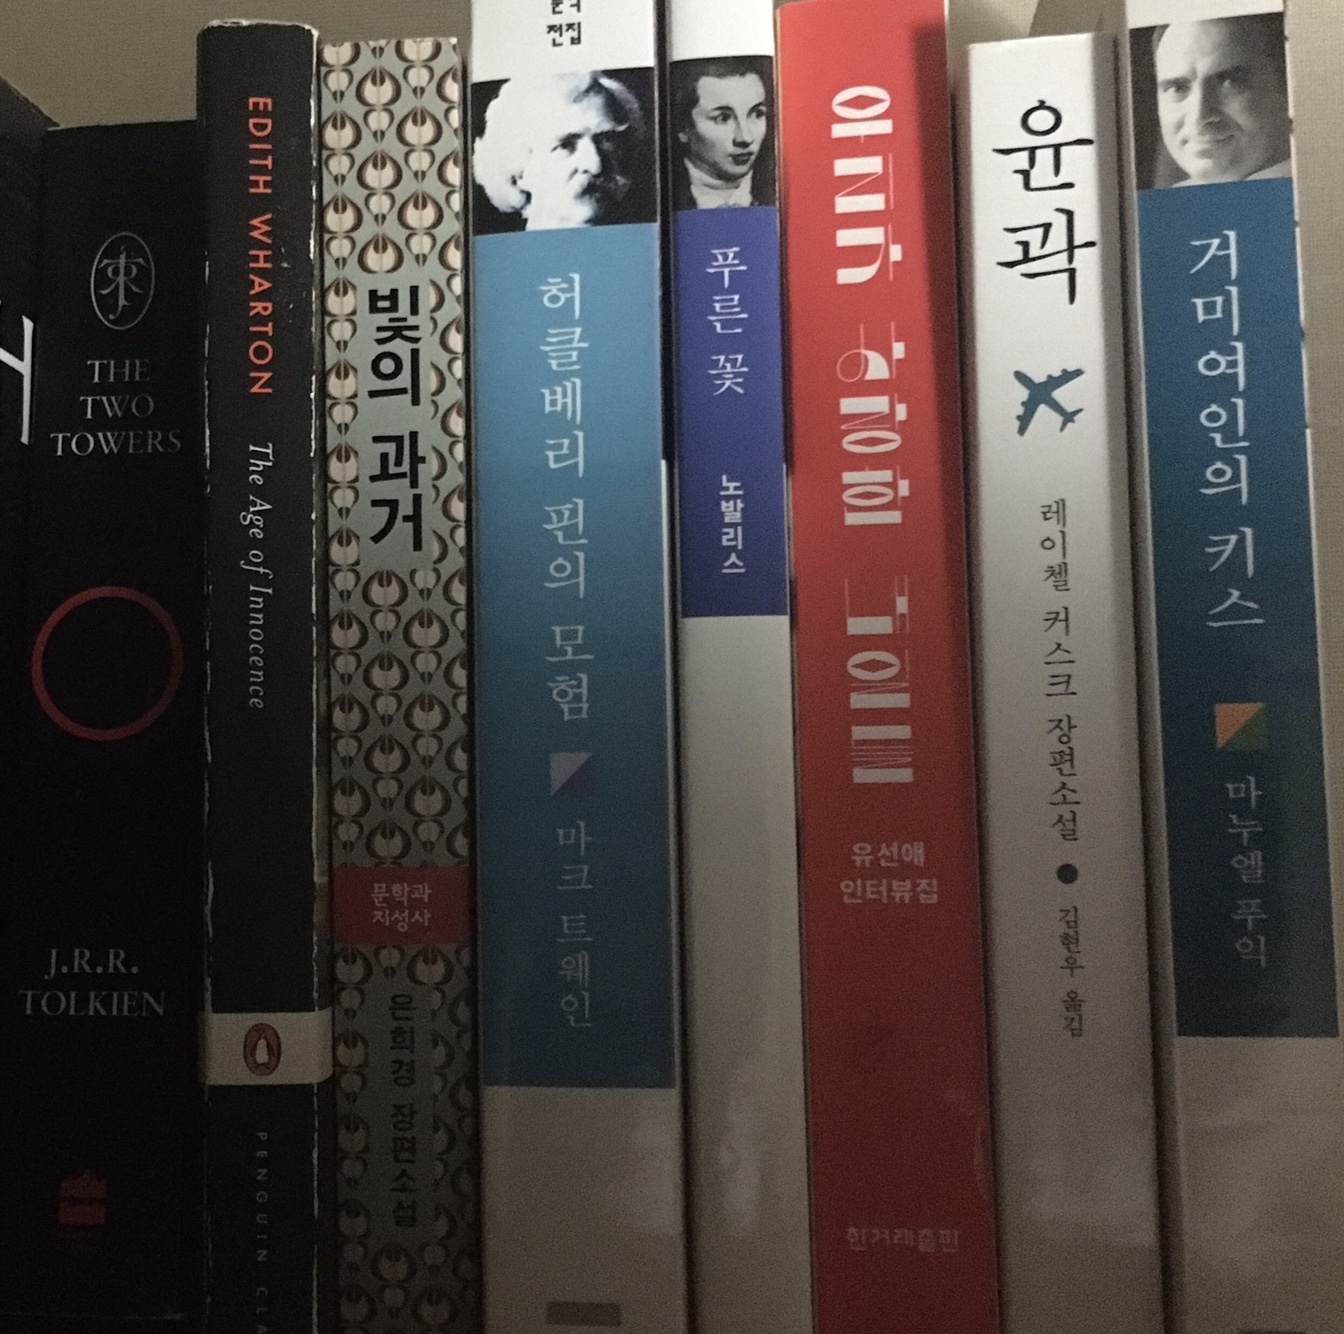 THE
TWO
TOWERS
J.R.R.
TOLKIEN
EDITH WHARTON The Age of Innocence
PENGUIN
빛의 과거
문학과
지성사
은희경 장편소설
전집
허클베리 핀의 모험
마크 트웨인
푸른 꽃
노발리스
우리가 사랑한 내일들
유선애
인터뷰집
한겨레출판
윤곽
레이첼 커스크 장편소설 ● 김현우 옮김
거미여인의 키스
마누엘 푸익